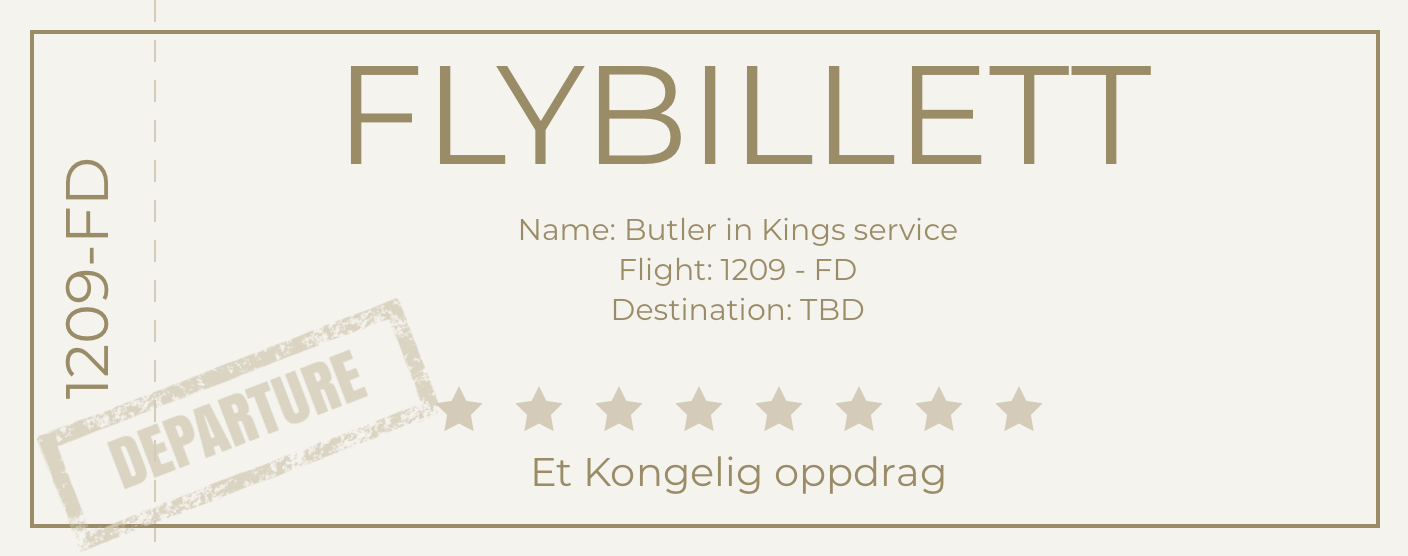 1209-FD
FLYBILLETT
Name: Butler in Kings service
Flight: 1209 - FD
Destination: TBD
DEPARTURE
Et Kongelig oppdrag